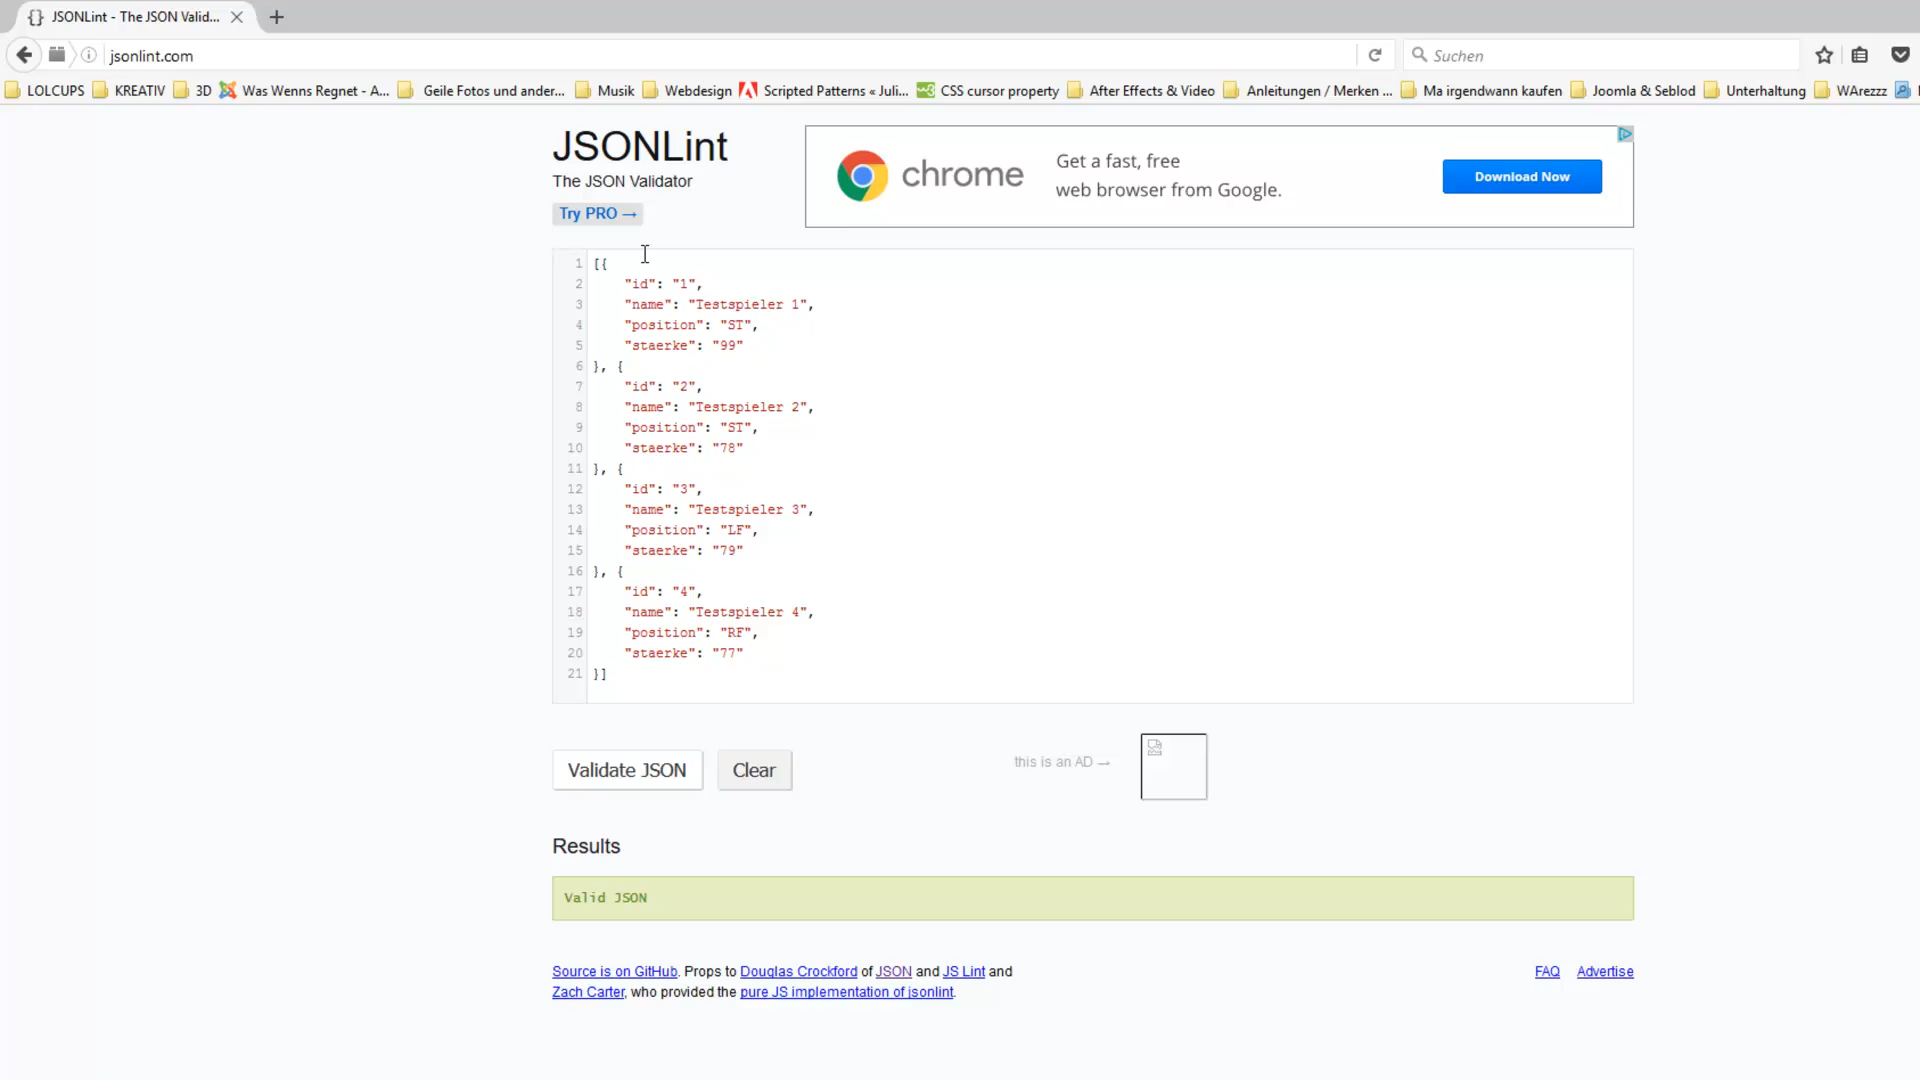 JSONLint - The JSON Valid...
jsonlint.com
Suchen
LOLCUPS KREATIV 3D Was Wenns Regnet - A... Geile Fotos und ander... Musik Webdesign Scripted Patterns « Juli... CSS cursor property After Effects & Video Anleitungen / Merken ... Ma irgendwann kaufen Joomla & Seblod Unterhaltung WArezzz
JSONLint
The JSON Validator
Try PRO →
chrome
Get a fast, free
web browser from Google.
Download Now
1 [{
2 "id": "1",
3 "name": "Testspieler 1",
4 "position": "ST",
5 "staerke": "99"
6 }, {
7 "id": "2",
8 "name": "Testspieler 2",
9 "position": "ST",
10 "staerke": "78"
11 }, {
12 "id": "3",
13 "name": "Testspieler 3",
14 "position": "LF",
15 "staerke": "79"
16 }, {
17 "id": "4",
18 "name": "Testspieler 4",
19 "position": "RF",
20 "staerke": "77"
21 }]
Validate JSON Clear
this is an AD →
Results
Valid JSON
Source is on GitHub. Props to Douglas Crockford of JSON and JS Lint and
Zach Carter, who provided the pure JS implementation of jsonlint.
FAQ Advertise